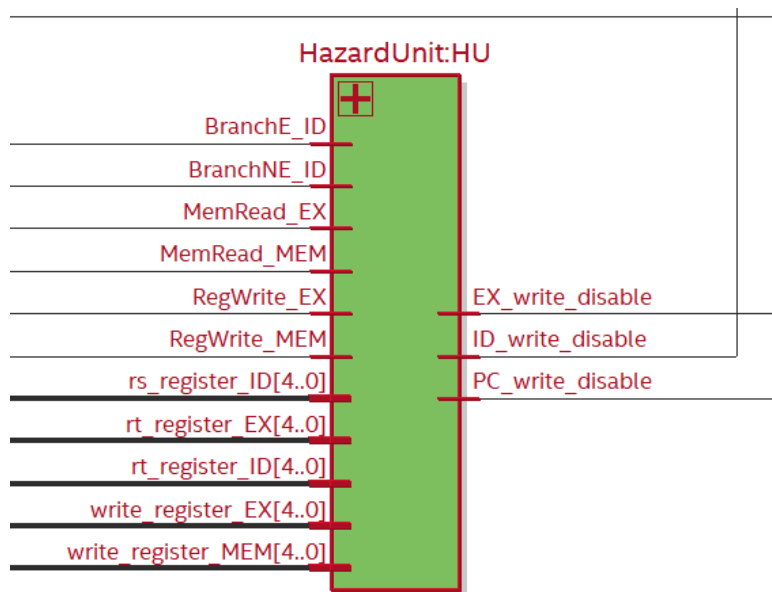 HazardUnit:HU
BranchE_ID
BranchNE_ID
MemRead_EX
MemRead_MEM
RegWrite_EX
EX_write_disable
RegWrite_MEM
ID_write_disable
rs_register_ID[4..0]
PC_write_disable
rt_register_EX[4..0]
rt_register_ID[4..0]
write_register_EX[4..0]
write_register_MEM[4..0]